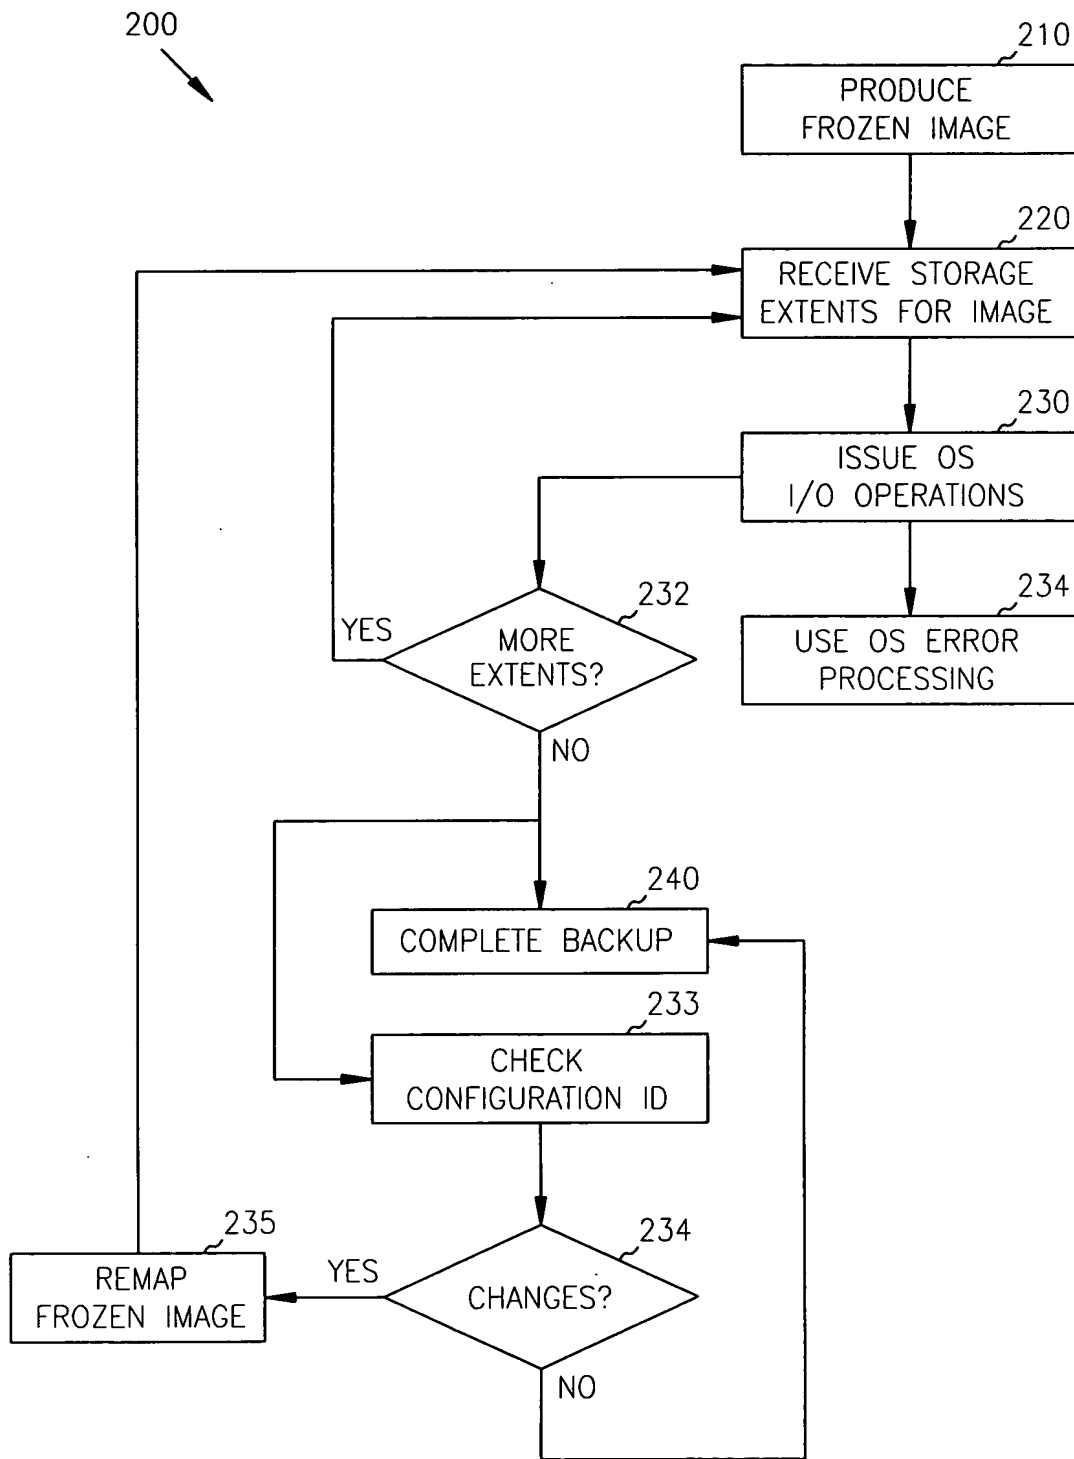 200
210
PRODUCE
FROZEN IMAGE
220
RECEIVE STORAGE
EXTENTS FOR IMAGE
230
ISSUE OS
I/O OPERATIONS
232
YES
MORE
EXTENTS?
NO
234
USE OS ERROR
PROCESSING
240
COMPLETE BACKUP
233
CHECK
CONFIGURATION ID
234
YES
CHANGES?
NO
235
REMAP
FROZEN IMAGE